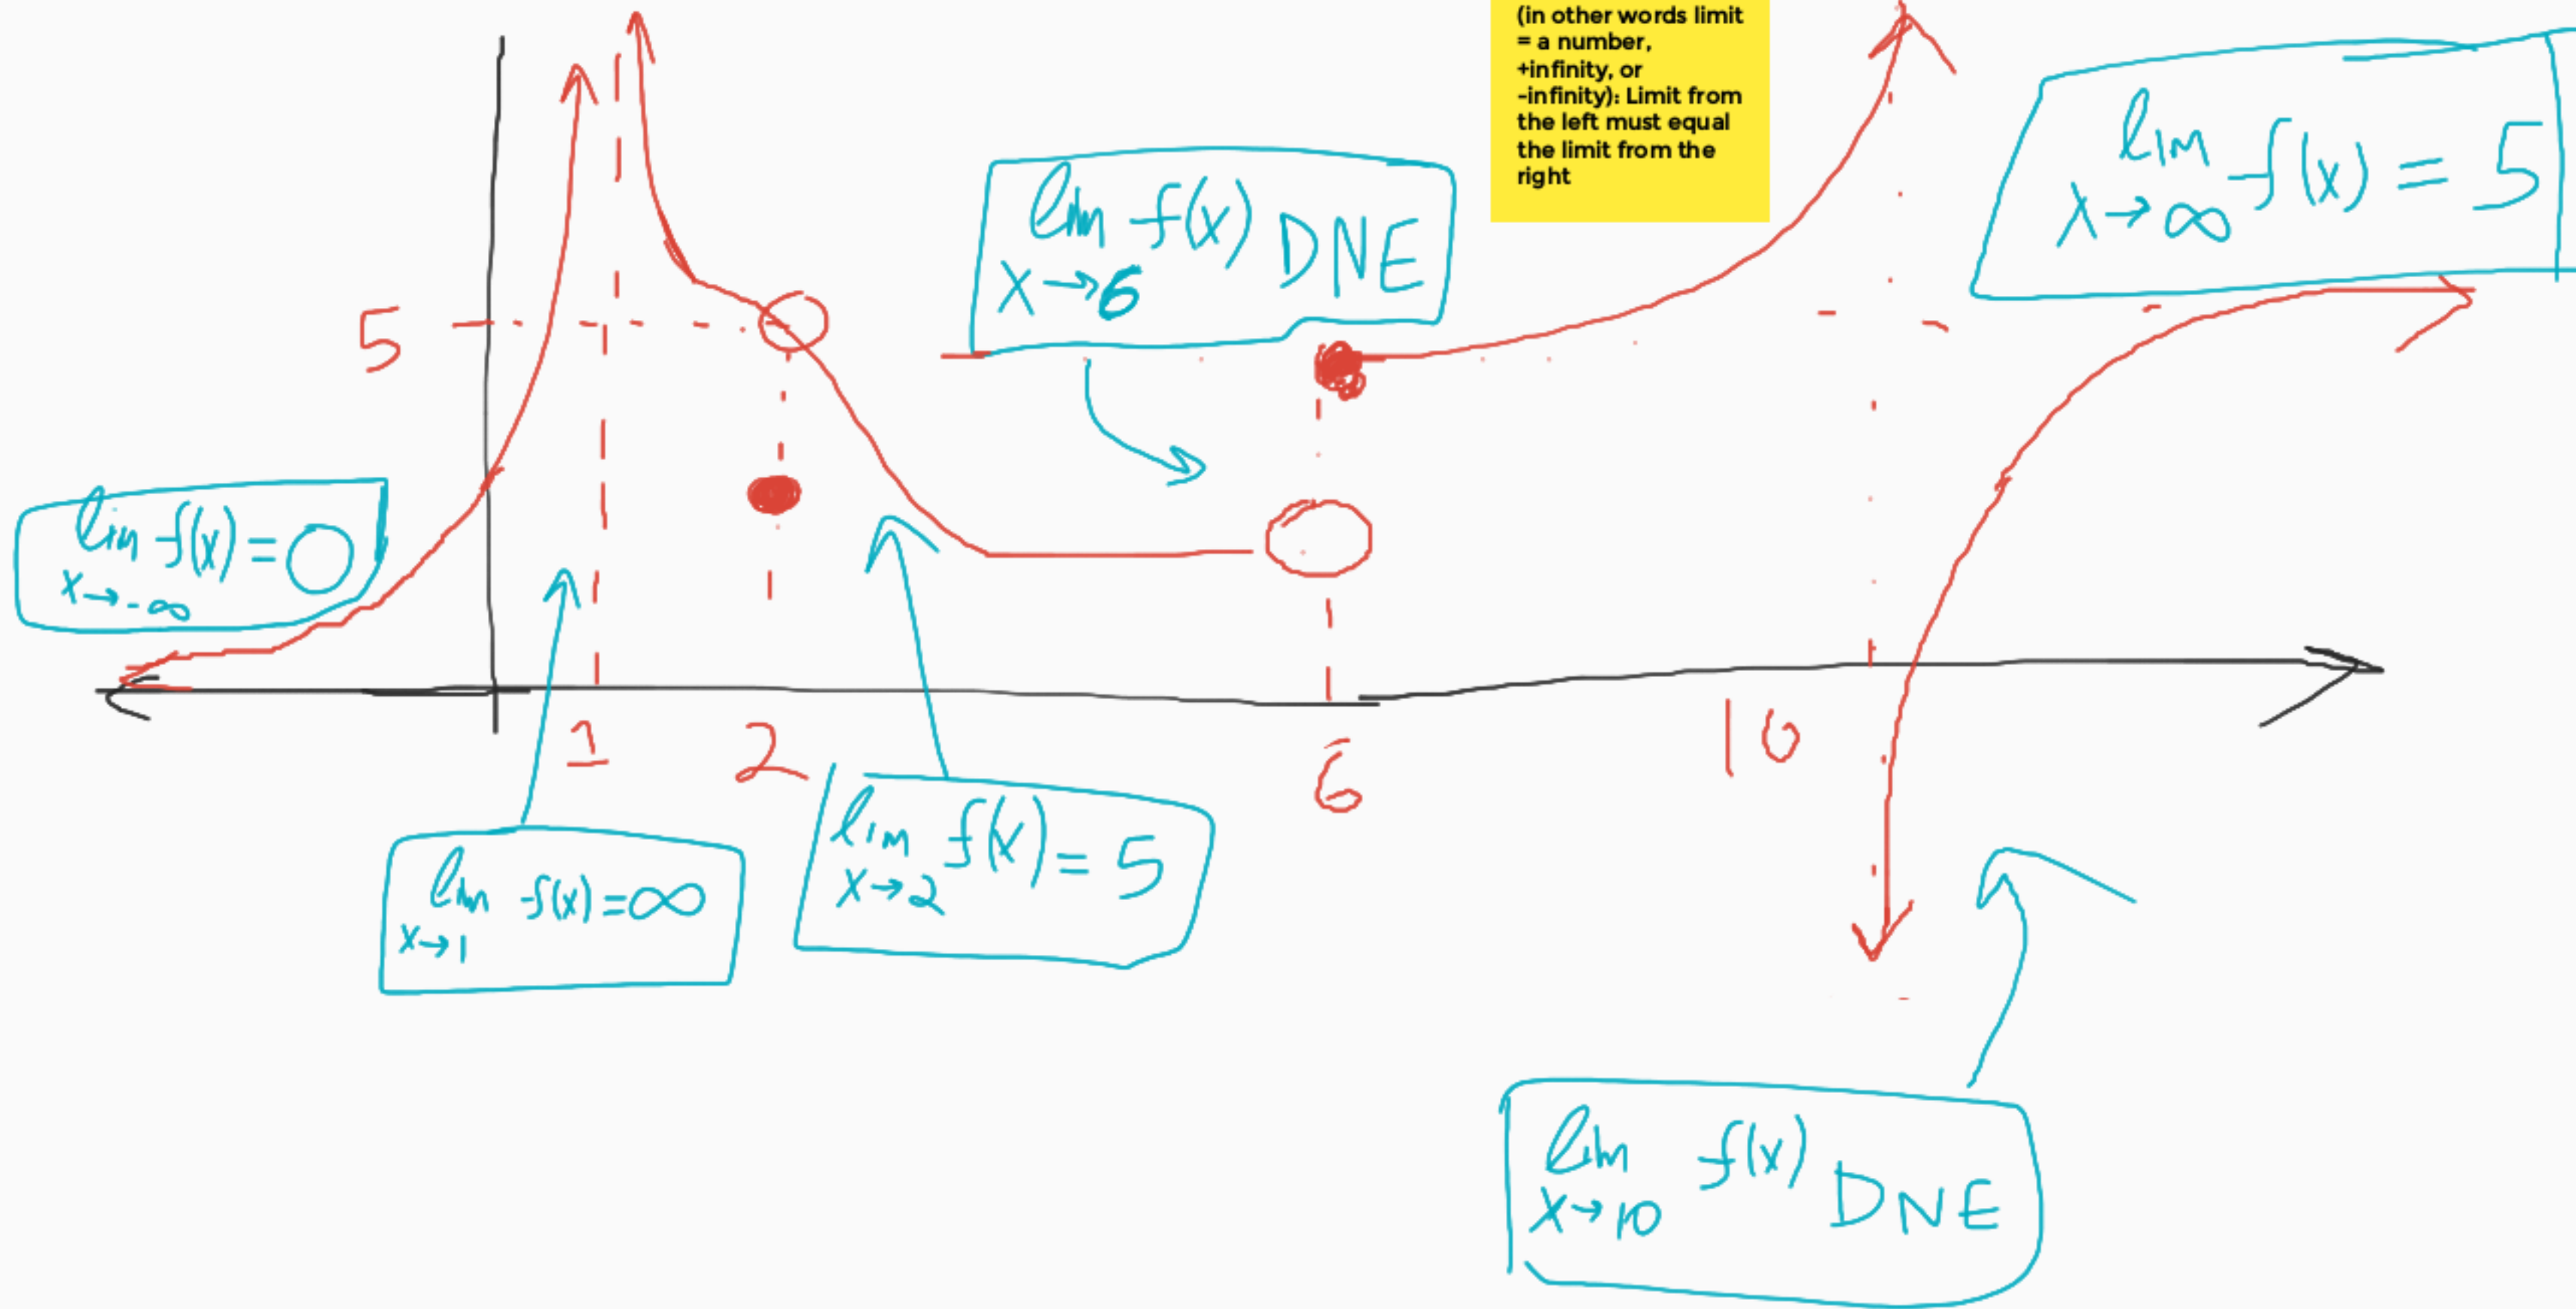 (in other words limit
= a number,
+infinity, or
-infinity): Limit from
the left must equal
the limit from the
right
lim f(x) = 5
x→∞
lim f(x) DNE
x→6
5
lim f(x) = 0
x→-∞
1
2
6
10
lim f(x) = ∞
x→1
lim f(x) = 5
x→2
lim f(x) DNE
x→10